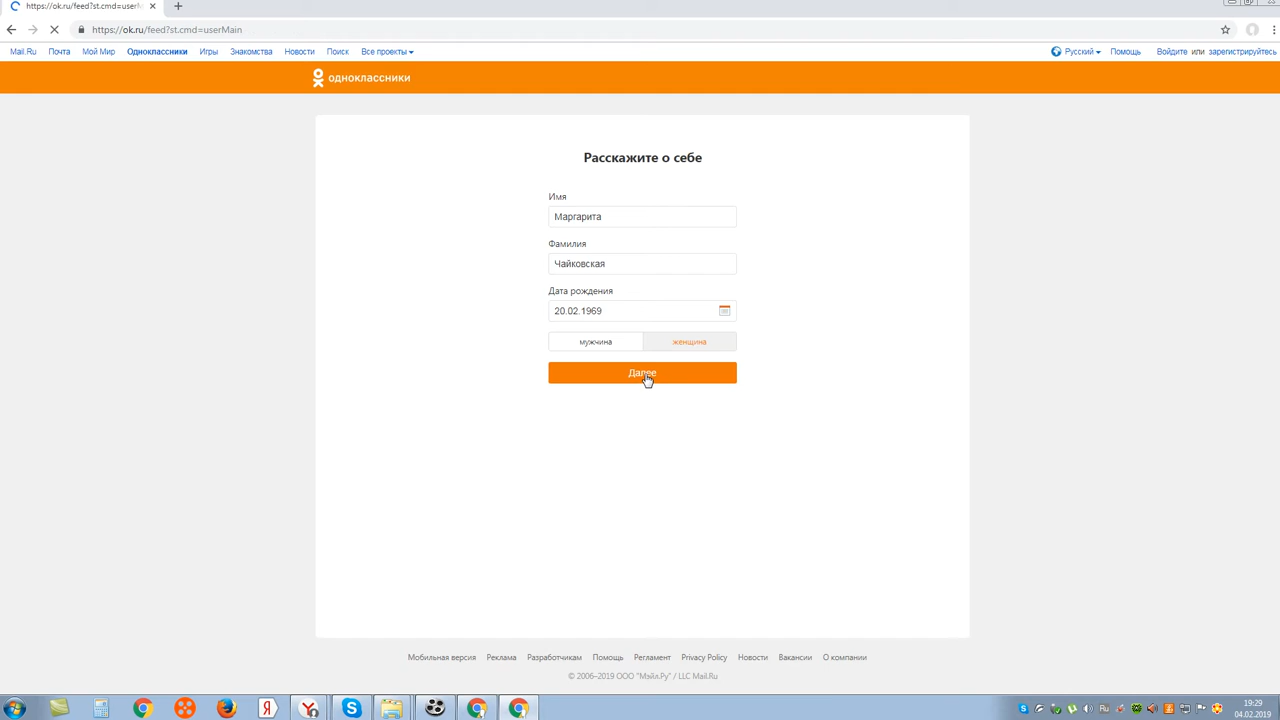 https://ok.ru/feed?st.cmd=userM
https://ok.ru/feed?st.cmd=userMain
Mail.Ru Почта Мой Мир Одноклассники Игры Знакомства Новости Поиск Все проекты Русский Помощь Войдите или зарегистрируйтесь
одноклассники
Расскажите о себе
Имя
Маргарита
Фамилия
Чайковская
Дата рождения
20.02.1969
мужчина женщина
Далее
Мобильная версия Реклама Разработчикам Помощь Регламент Privacy Policy Новости Вакансии О компании
© 2006–2019 ООО "Мэйл.Ру" / LLC Mail.Ru
Ru 19:29
04.02.2019